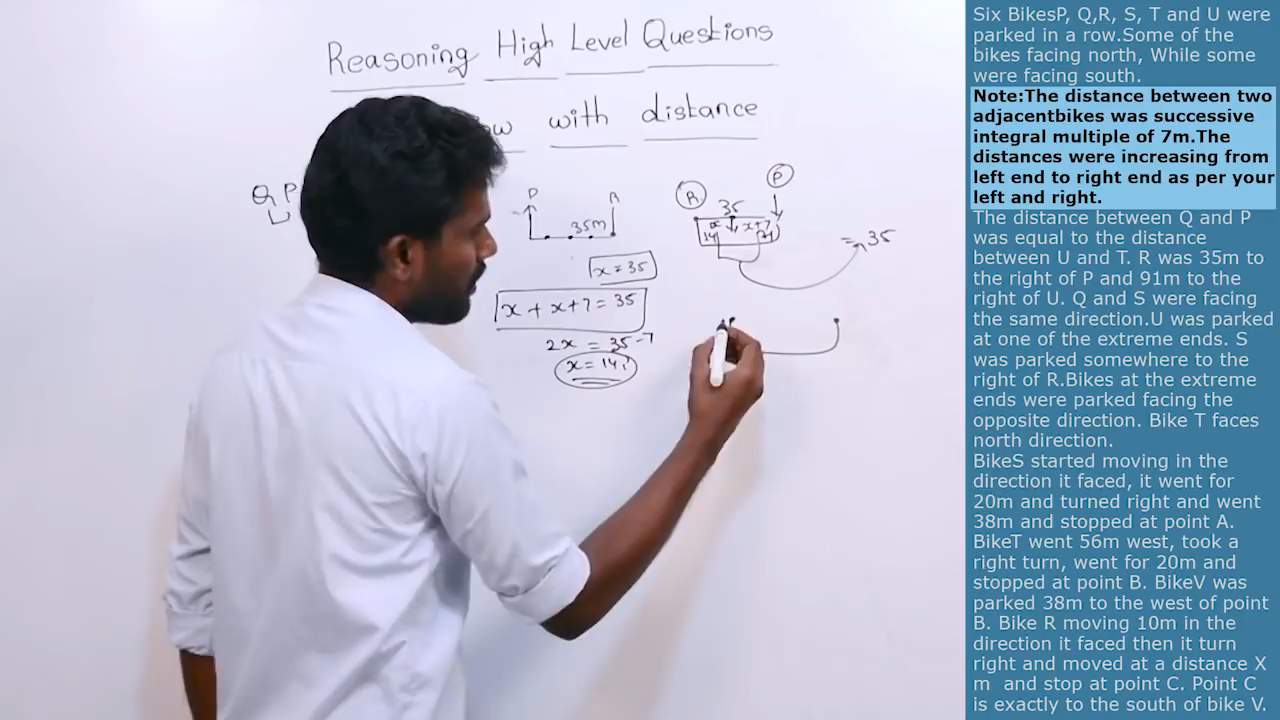 Reasoning High Level Questions
with distance
Q P
P
R
35m
x = 35
x + x+7 = 35
2x = 35-7
x = 14
R
P
35
x
x+7
14
21
= 35
Six BikesP, Q,R, S, T and U were
parked in a row.Some of the
bikes facing north, While some
were facing south.
Note:The distance between two
adjacentbikes was successive
integral multiple of 7m.The
distances were increasing from
left end to right end as per your
left and right.
The distance between Q and P
was equal to the distance
between U and T. R was 35m to
the right of P and 91m to the
right of U. Q and S were facing
the same direction.U was parked
at one of the extreme ends. S
was parked somewhere to the
right of R.Bikes at the extreme
ends were parked facing the
opposite direction. Bike T faces
north direction.
BikeS started moving in the
direction it faced, it went for
20m and turned right and went
38m and stopped at point A.
BikeT went 56m west, took a
right turn, went for 20m and
stopped at point B. BikeV was
parked 38m to the west of point
B. Bike R moving 10m in the
direction it faced then it turn
right and moved at a distance X
m and stop at point C. Point C
is exactly to the south of bike V.